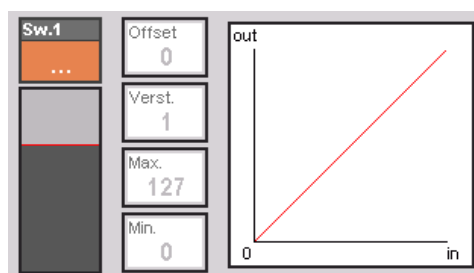 Sw.1
...
Offset
0
Verst.
1
Max.
127
Min.
0
out
0
in